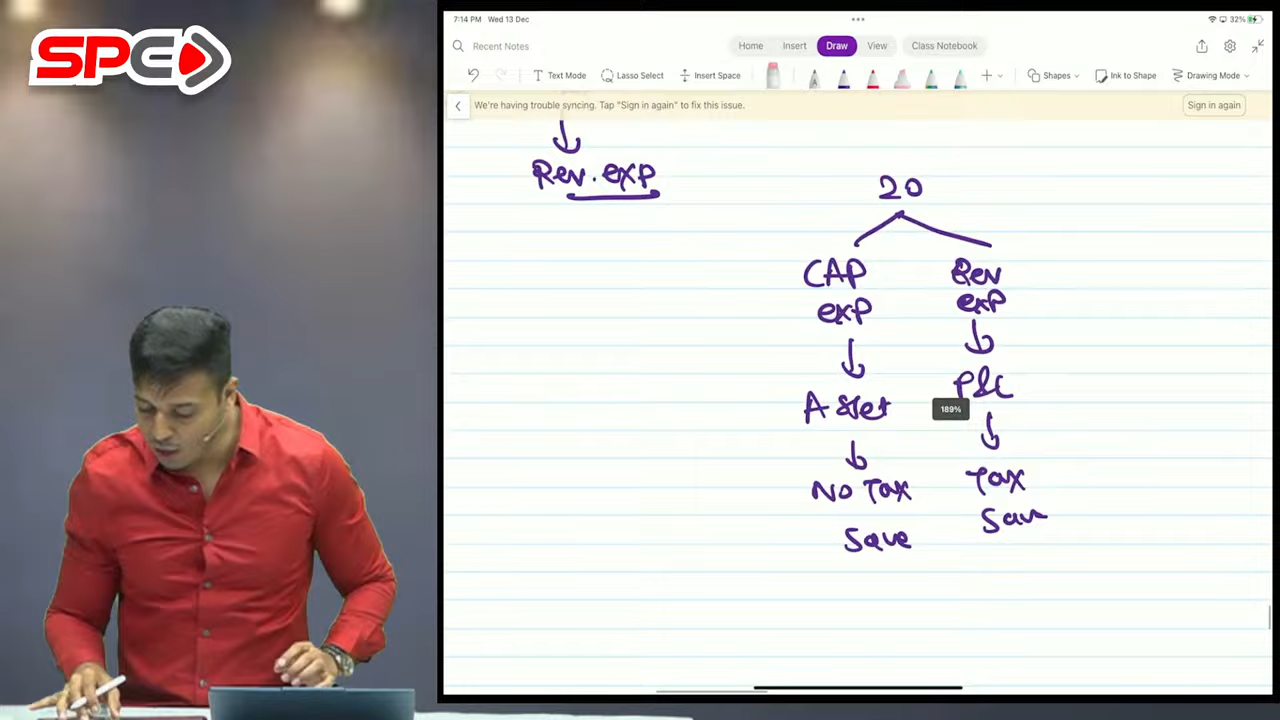 SPC
7:14 PM Wed 13 Dec
32%
Recent Notes
Home Insert Draw View Class Notebook
Text Mode Lasso Select Insert Space Shapes Ink to Shape Drawing Mode
We're having trouble syncing. Tap "Sign in again" to fix this issue.
Sign in again
Rev. exp
20
CAP
exp
Rev
exp
Asset
P&L
189%
No Tax
Save
Tax
Save